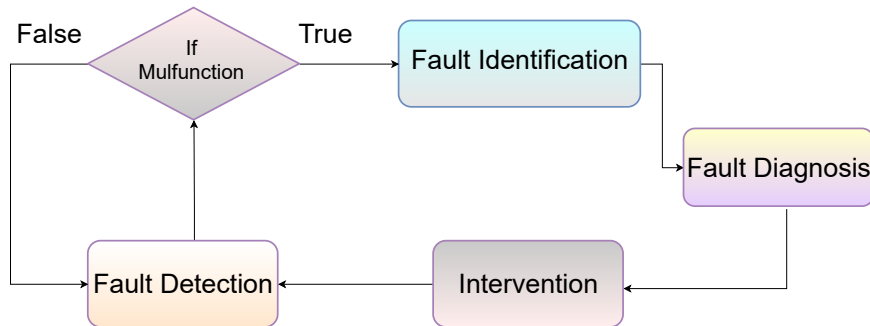 False
If
Mulfunction
True
Fault Identification
Fault Diagnosis
Fault Detection
Intervention